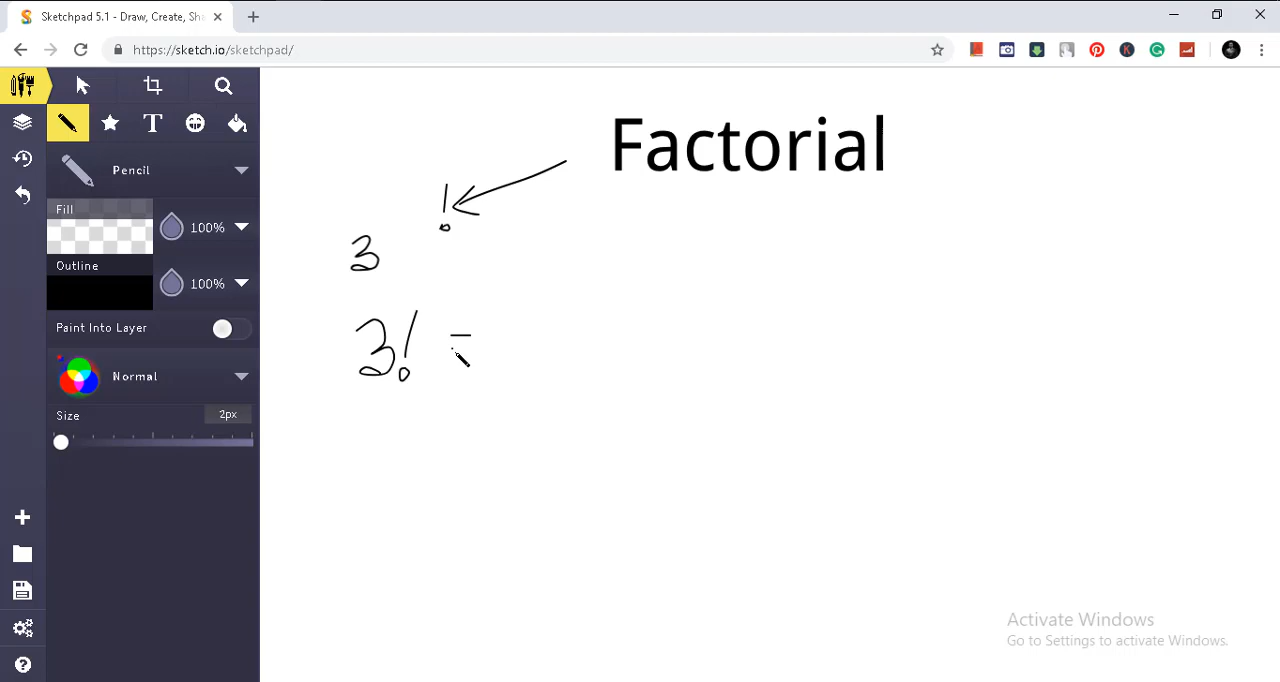 Sketchpad 5.1 - Draw, Create, Sha
https://sketch.io/sketchpad/
Factorial
!
3
3! =
Pencil
Fill
100%
Outline
100%
Paint Into Layer
Normal
Size
2px
Activate Windows
Go to Settings to activate Windows.